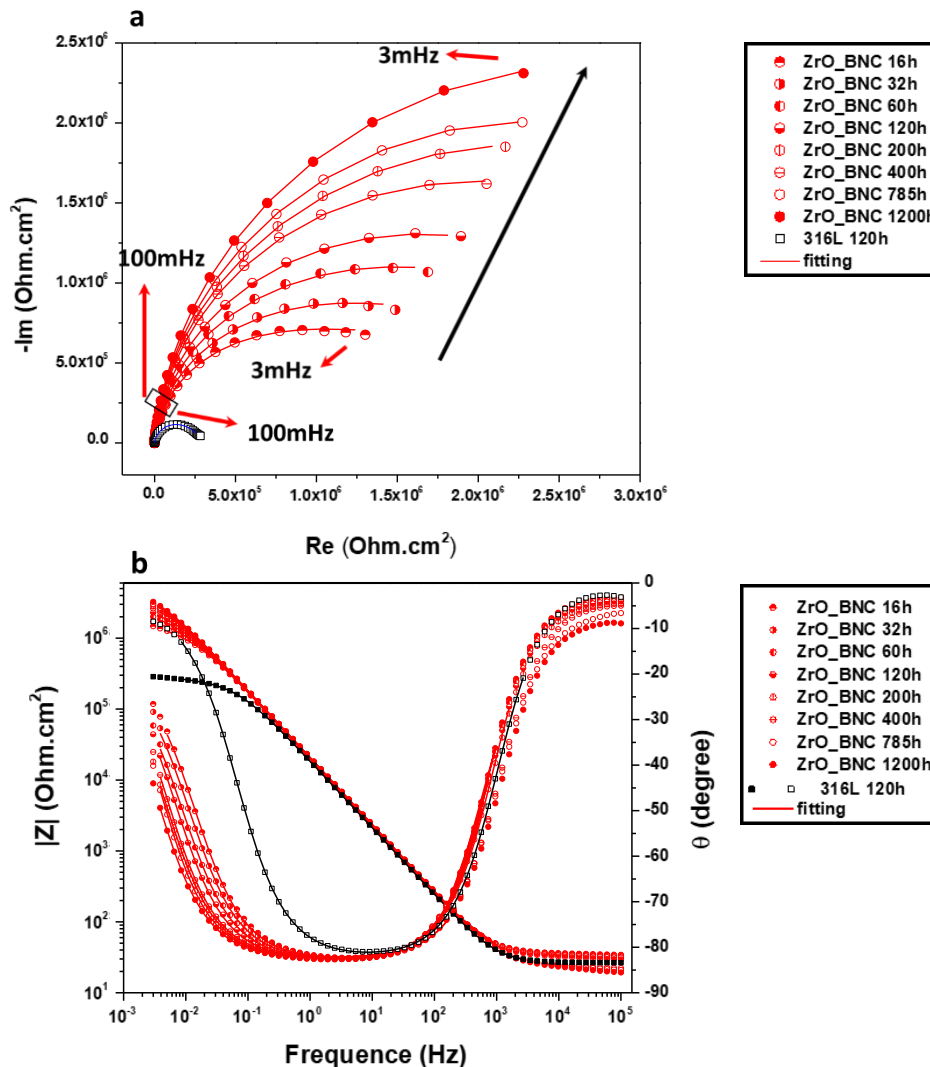 a
2.5x10⁶
2.0x10⁶
1.5x10⁶
1.0x10⁶
5.0x10⁵
0.0
-Im (Ohm.cm²)
3mHz
100mHz
3mHz
100mHz
0.0
5.0x10⁵
1.0x10⁶
1.5x10⁶
2.0x10⁶
2.5x10⁶
3.0x10⁶
Re (Ohm.cm²)
ZrO_BNC 16h
ZrO_BNC 32h
ZrO_BNC 60h
ZrO_BNC 120h
ZrO_BNC 200h
ZrO_BNC 400h
ZrO_BNC 785h
ZrO_BNC 1200h
316L 120h
fitting
b
10⁶
10⁵
10⁴
10³
10²
10¹
|Z| (Ohm.cm²)
0
-10
-20
-30
-40
-50
-60
-70
-80
-90
θ (degree)
10⁻³
10⁻²
10⁻¹
10⁰
10¹
10²
10³
10⁴
10⁵
Frequence (Hz)
ZrO_BNC 16h
ZrO_BNC 32h
ZrO_BNC 60h
ZrO_BNC 120h
ZrO_BNC 200h
ZrO_BNC 400h
ZrO_BNC 785h
ZrO_BNC 1200h
316L 120h
fitting